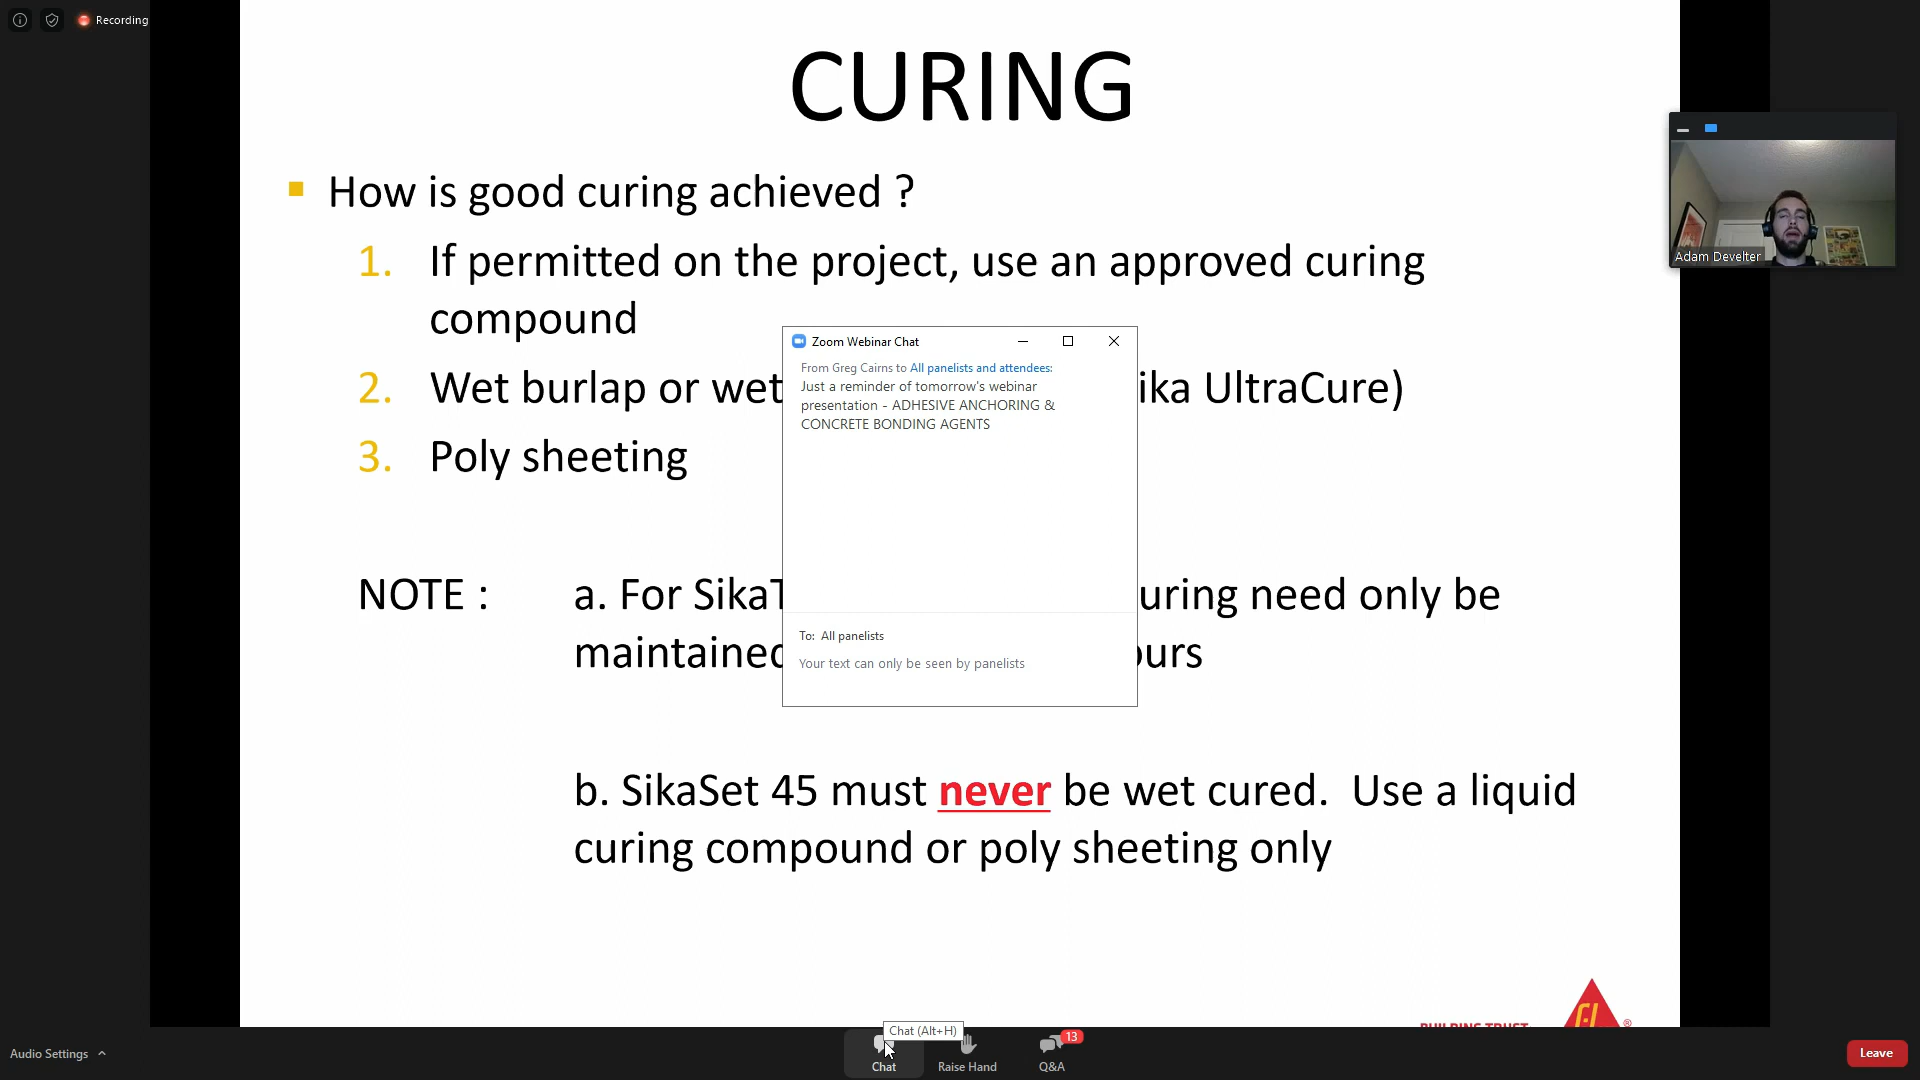 Recording
CURING
How is good curing achieved ?
1. If permitted on the project, use an approved curing
compound
2. Wet burlap or wet ika UltraCure)
3. Poly sheeting
NOTE : a. For SikaT uring need only be
maintained ours
b. SikaSet 45 must never be wet cured. Use a liquid
curing compound or poly sheeting only
Zoom Webinar Chat
From Greg Cairns to All panelists and attendees:
Just a reminder of tomorrow's webinar
presentation - ADHESIVE ANCHORING &
CONCRETE BONDING AGENTS
To: All panelists
Your text can only be seen by panelists
Adam Develter
BUILDING TRUST
®
Audio Settings
Chat (Alt+H)
Chat
Raise Hand
13
Q&A
Leave